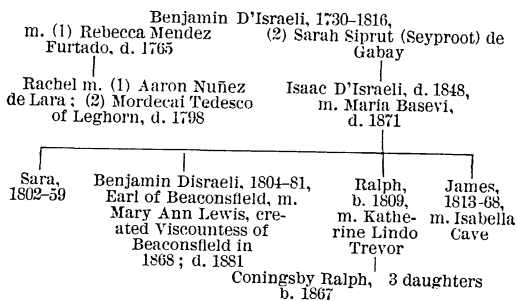 Benjamin D'Israeli, 1730–1816,
m. (1) Rebecca Mendez
Furtado, d. 1765
(2) Sarah Siprut (Seyproot) de
Gabay
Rachel m. (1) Aaron Nuñez
de Lara; (2) Mordecai Tedesco
of Leghorn, d. 1798
Isaac D'Israeli, d. 1848,
m. Maria Basevi,
d. 1871
Sara,
1802–59
Benjamin Disraeli, 1804–81,
Earl of Beaconsfield, m.
Mary Ann Lewis, cre-
ated Viscountess of
Beaconsfield in
1868; d. 1881
Ralph,
b. 1809,
m. Kathe-
rine Lindo
Trevor
James,
1813-68,
m. Isabella
Cave
Coningsby Ralph,
b. 1867
3 daughters